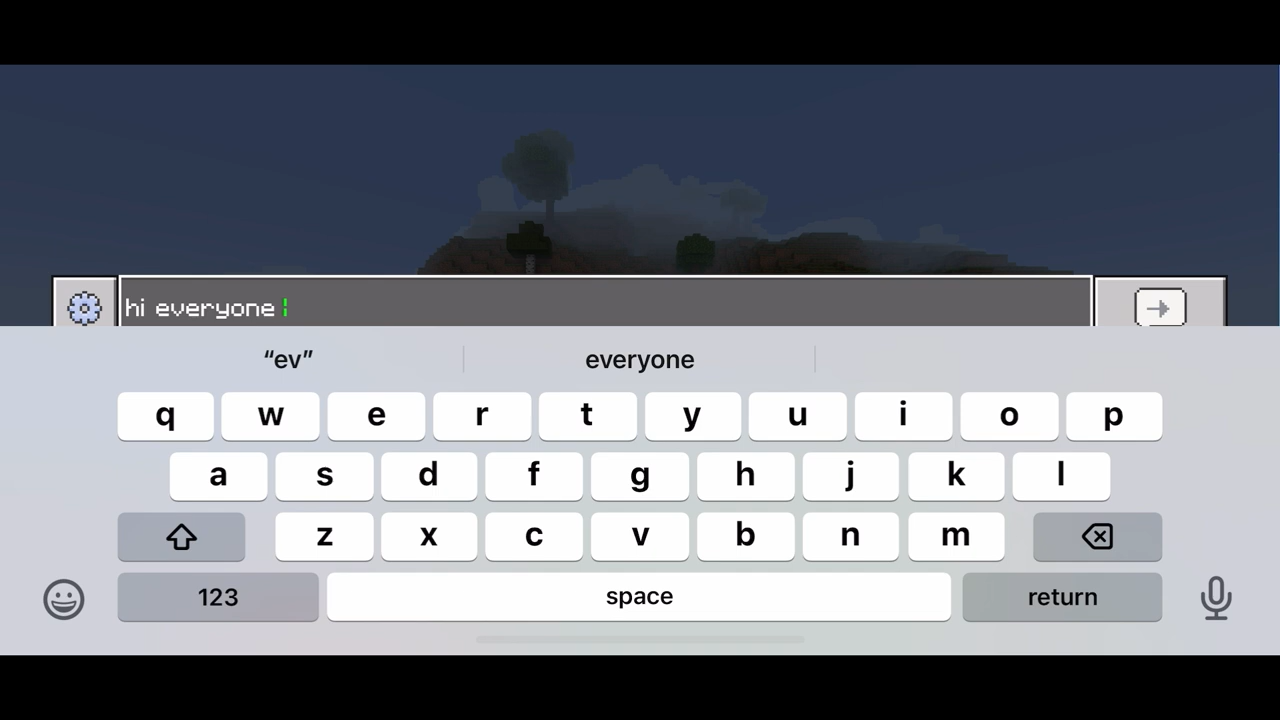 hi everyone
“ev” everyone
q w e r t y u i o p
a s d f g h j k l
z x c v b n m
123 space return